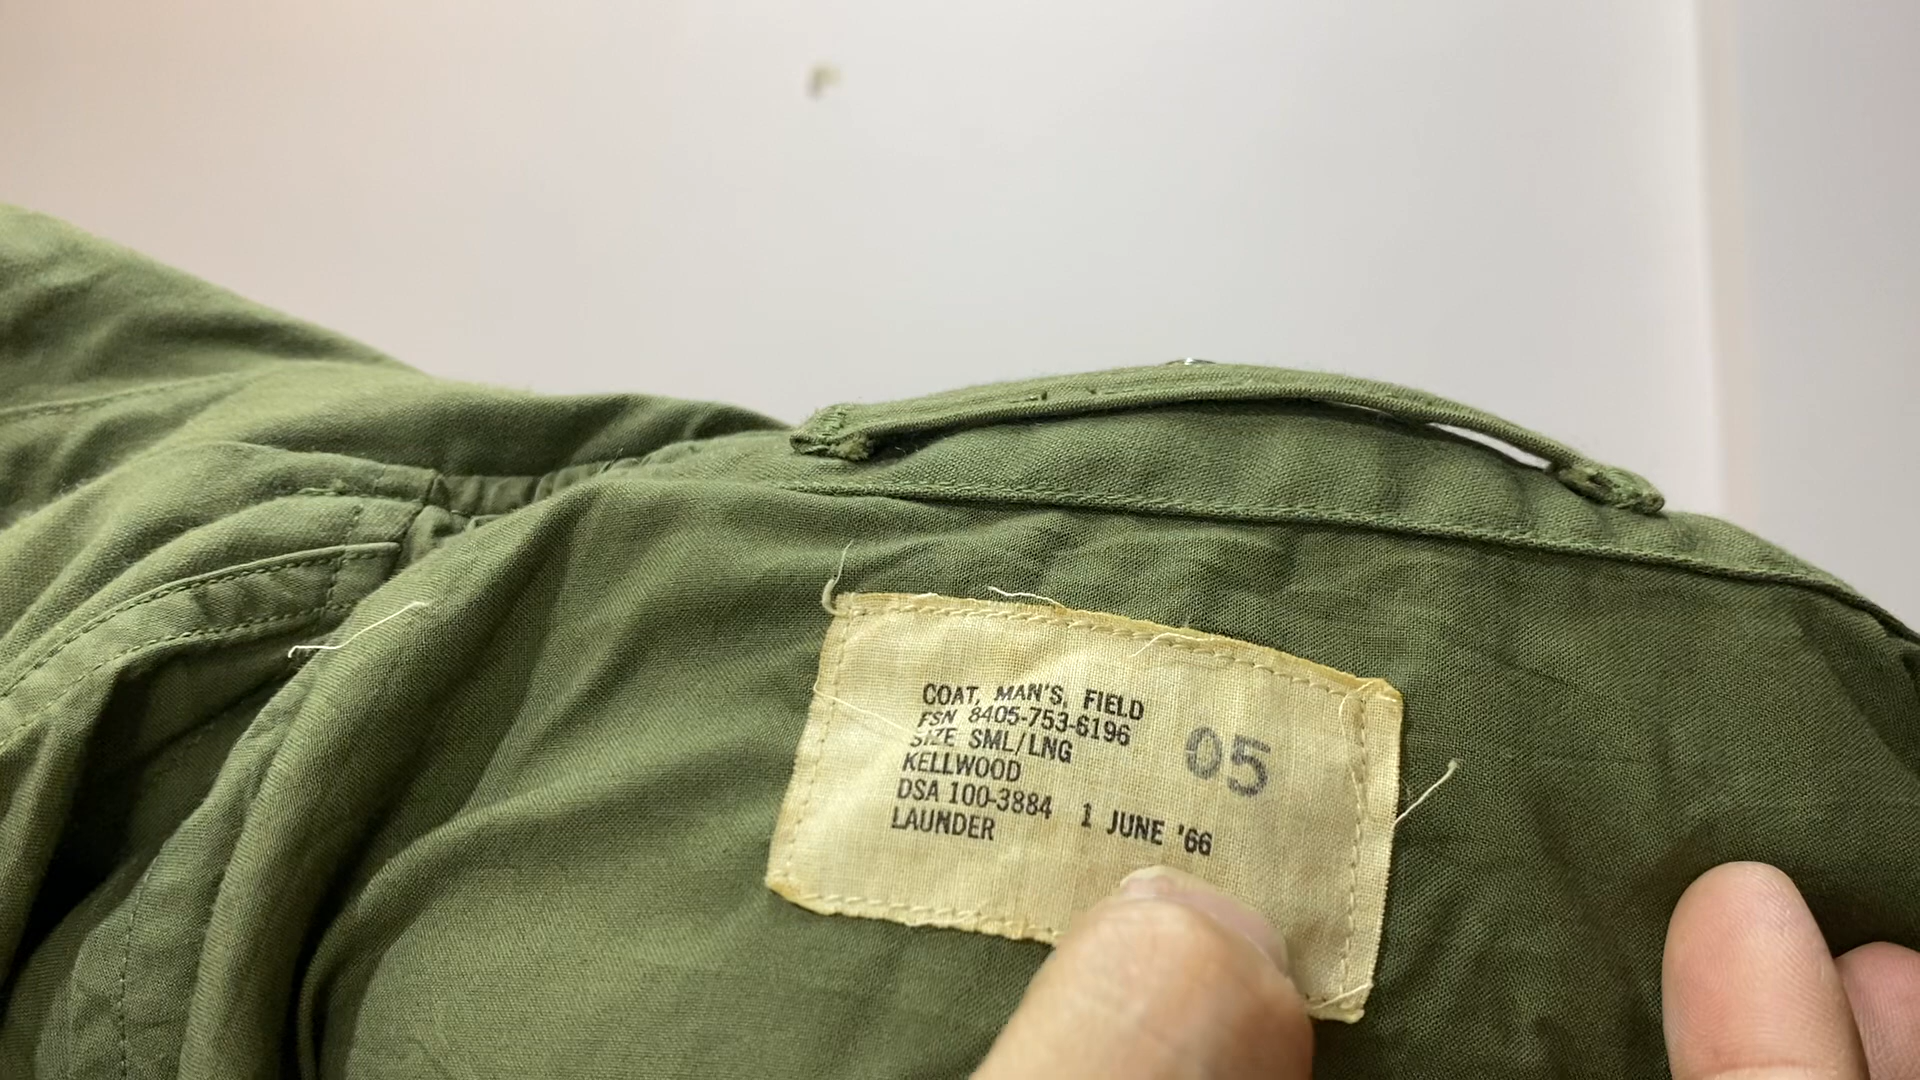 COAT, MAN'S, FIELD
FSN 8405-753-6196
SIZE SML/LNG
KELLWOOD
DSA 100-3884 1 JUNE '66
LAUNDER
05